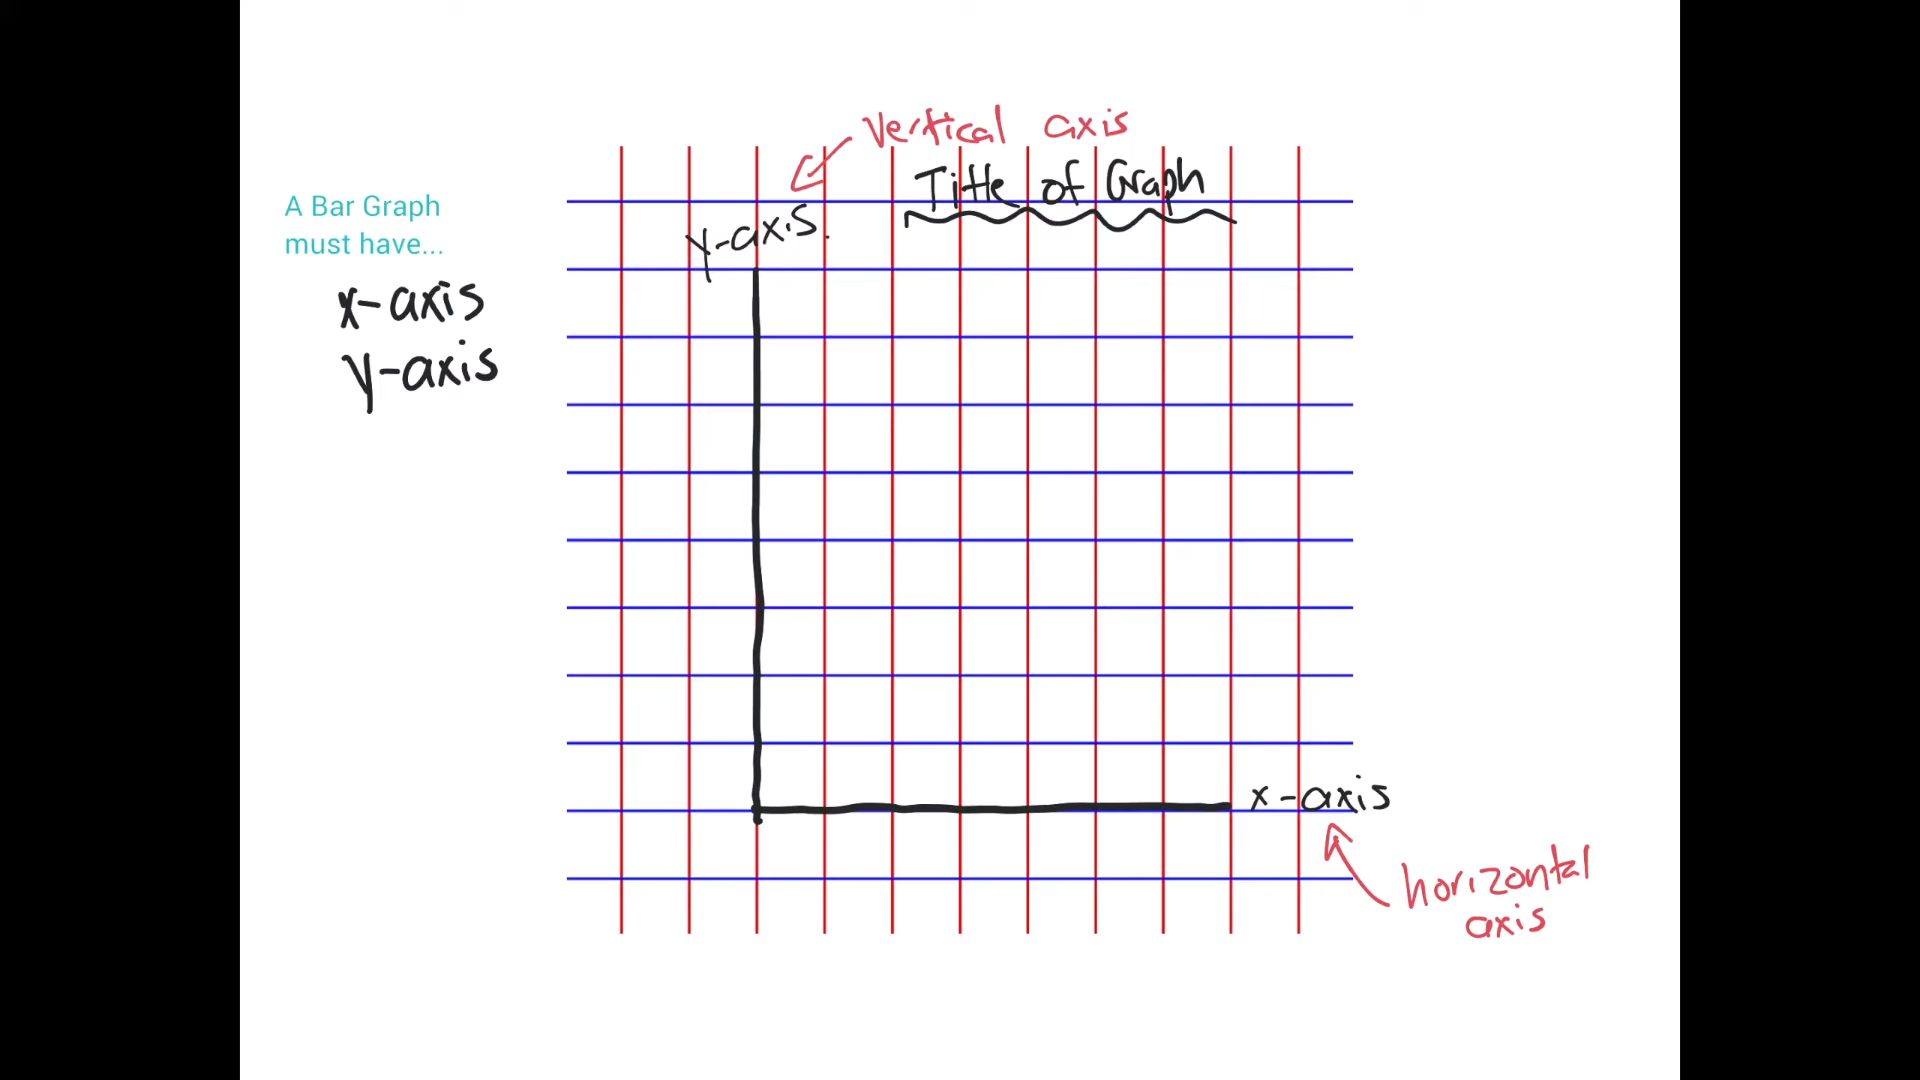 A Bar Graph
must have...
x-axis
y-axis
vertical axis
Title of Graph
y-axis.
x-axis
horizontal
axis